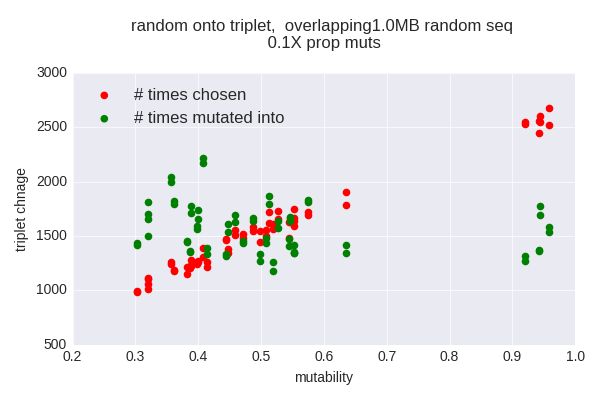 random onto triplet,  overlapping1.0MB random seq
0.1X prop muts
3000
2500
2000
1500
1000
500
# times chosen
# times mutated into
triplet chnage
0.2 0.3 0.4 0.5 0.6 0.7 0.8 0.9 1.0
mutability